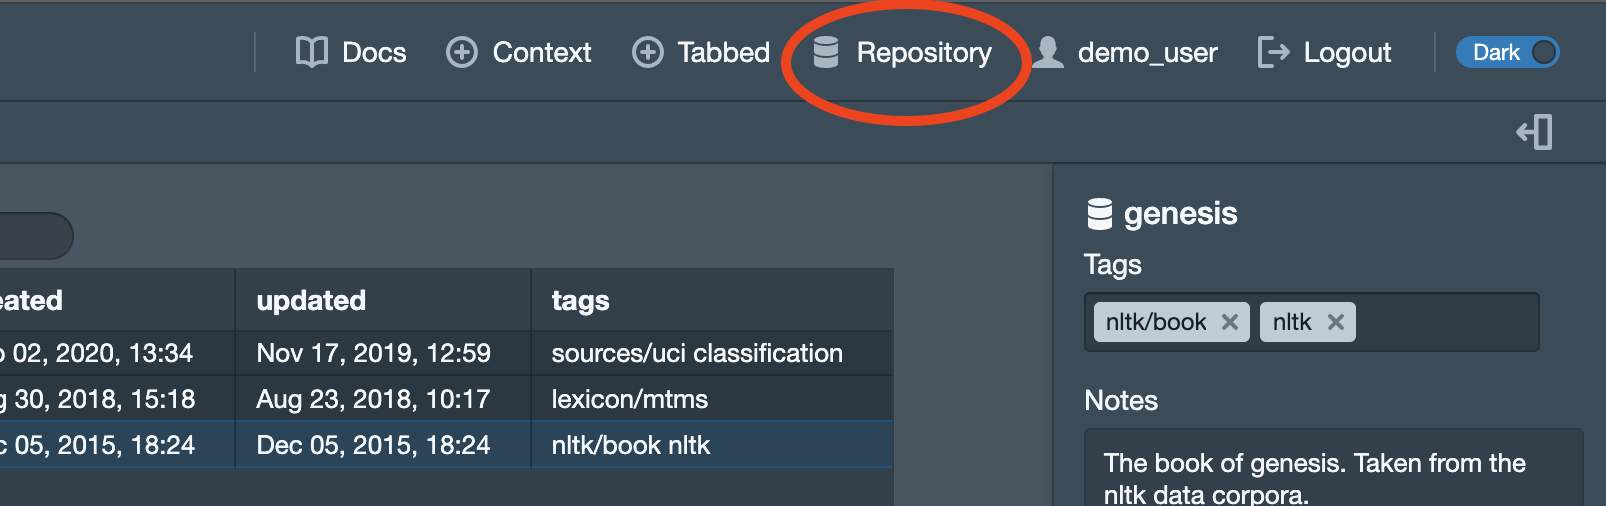 Docs Context Tabbed Repository demo_user Logout Dark
genesis
Tags
nltk/book nltk
updated tags
02, 2020, 13:34 Nov 17, 2019, 12:59 sources/uci classification
30, 2018, 15:18 Aug 23, 2018, 10:17 lexicon/mtms
05, 2015, 18:24 Dec 05, 2015, 18:24 nltk/book nltk
Notes
The book of genesis. Taken from the
nltk data corpora.